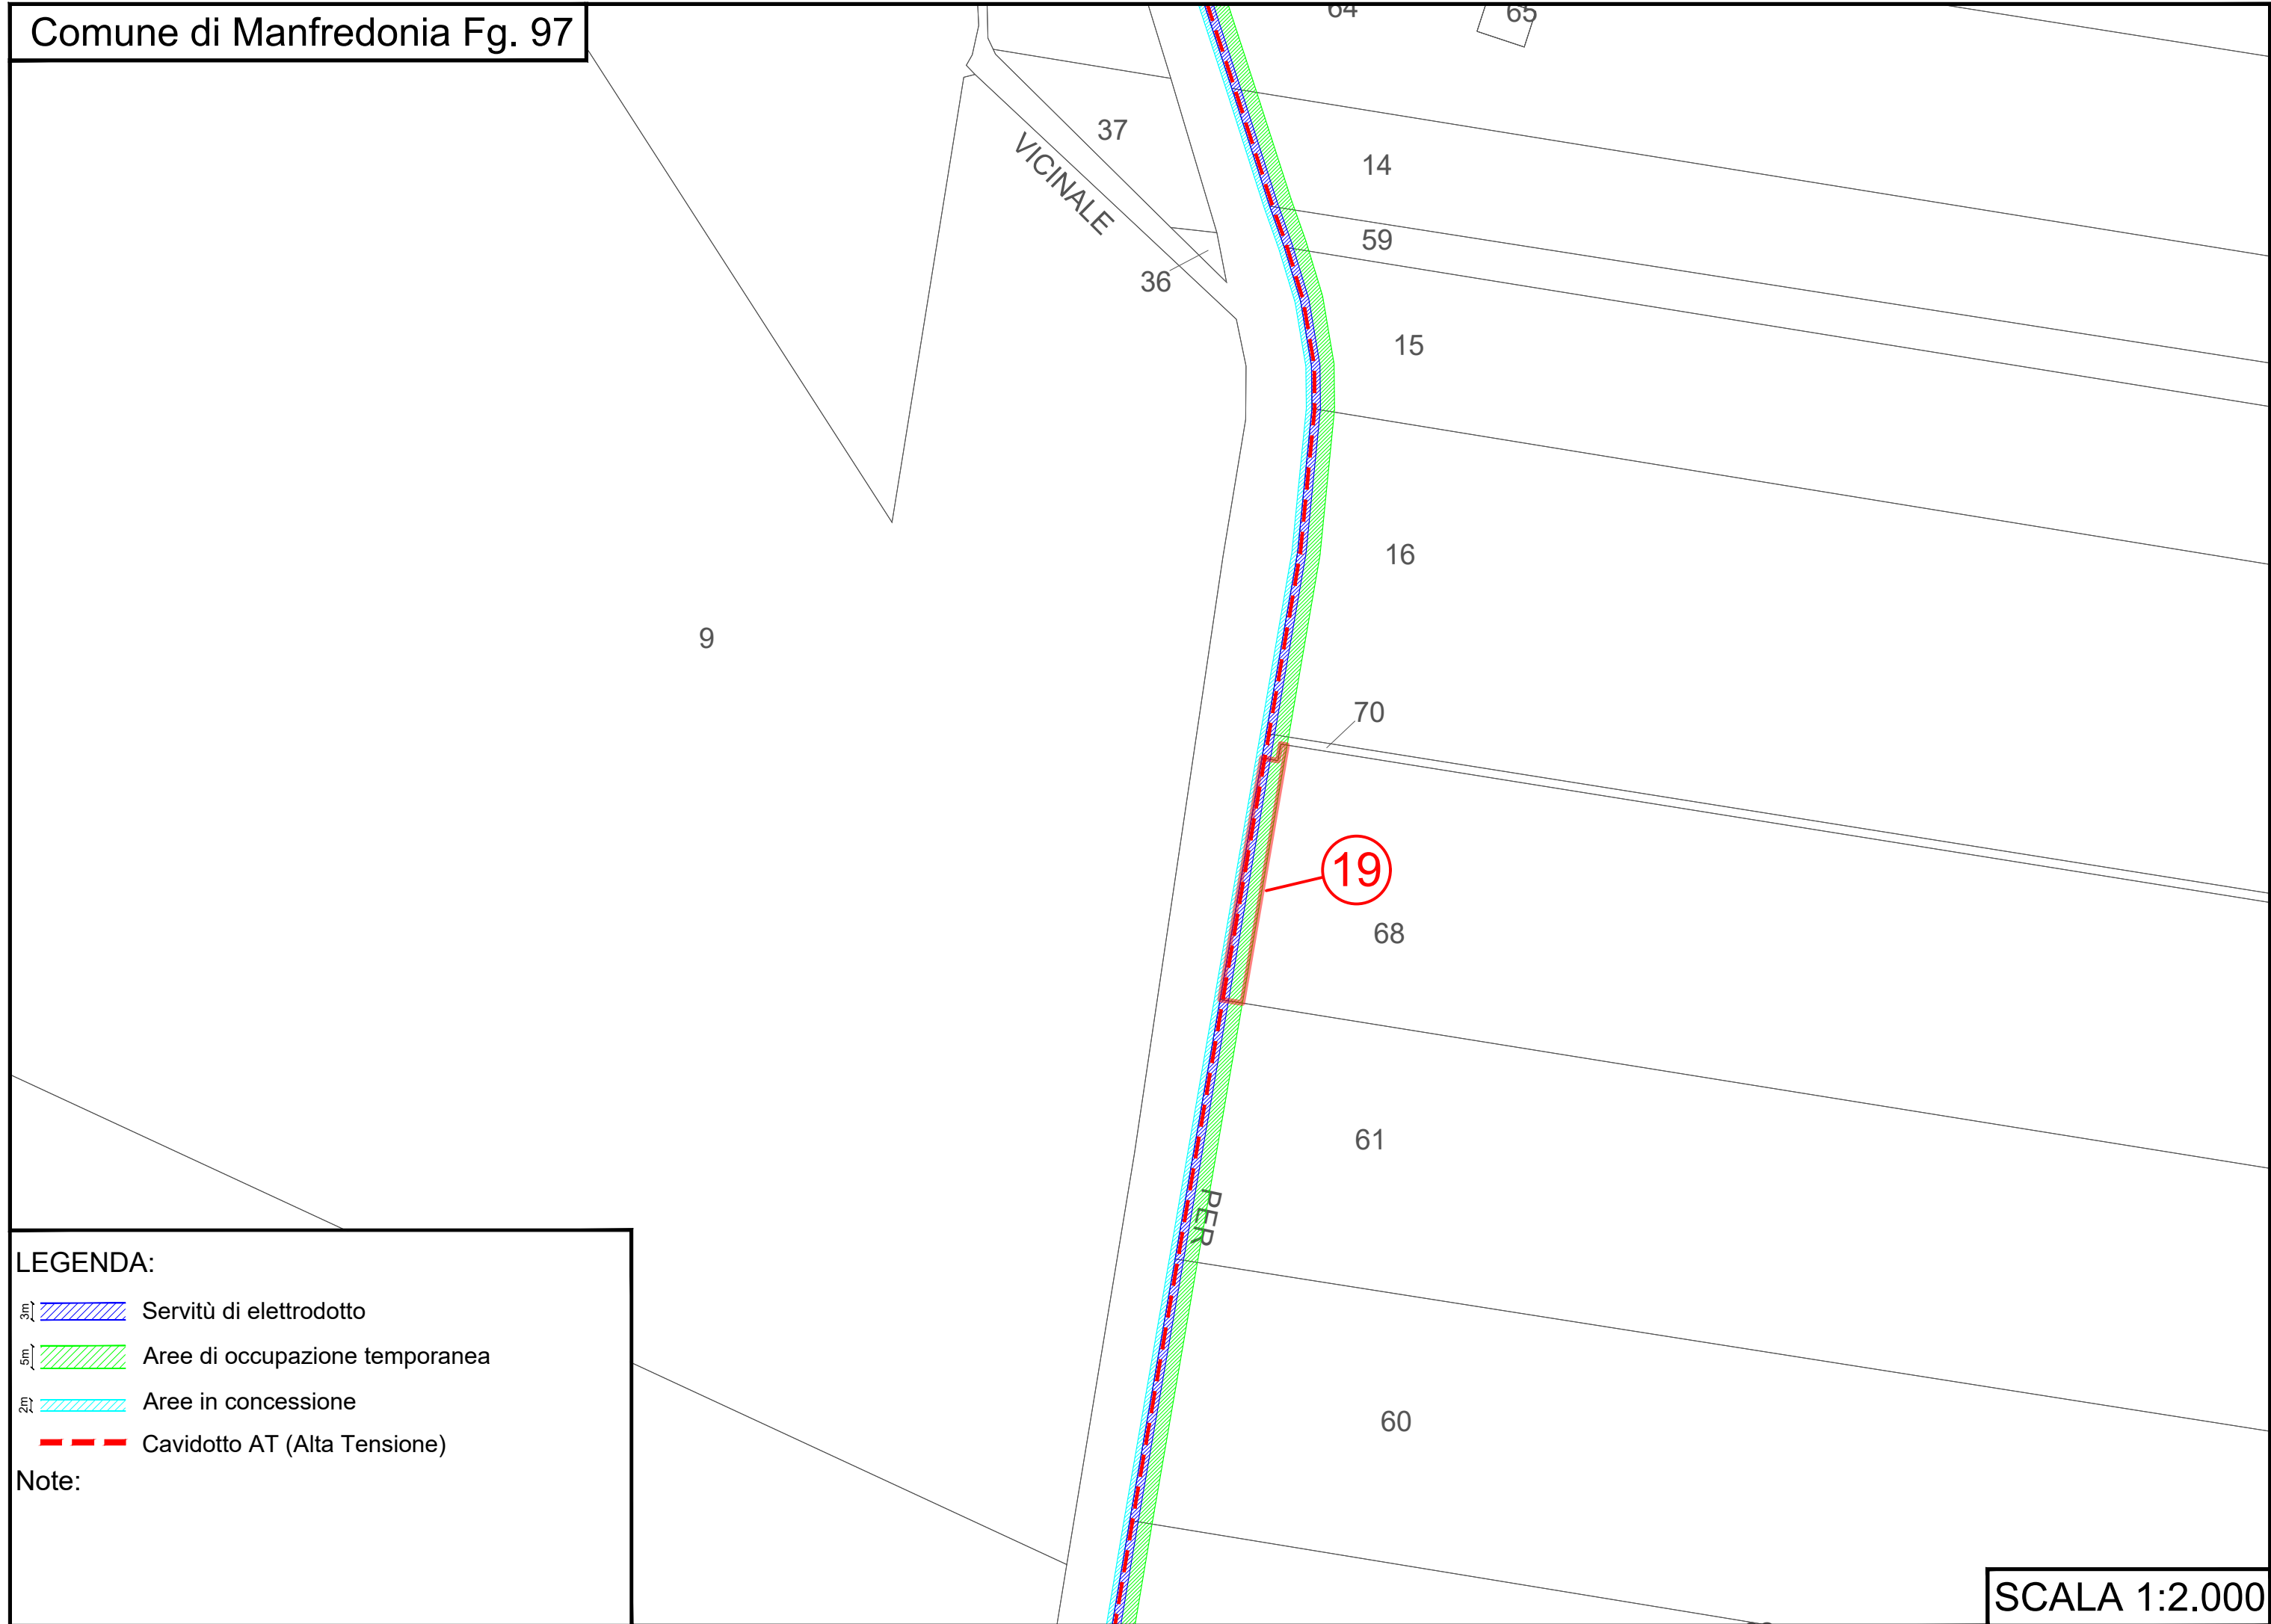 Comune di Manfredonia Fg. 97
64
65
37
VICINALE
14
59
36
15
16
9
70
19
68
61
PER
60
LEGENDA:
3m Servitù di elettrodotto
5m Aree di occupazione temporanea
2m Aree in concessione
Cavidotto AT (Alta Tensione)
Note:
SCALA 1:2.000